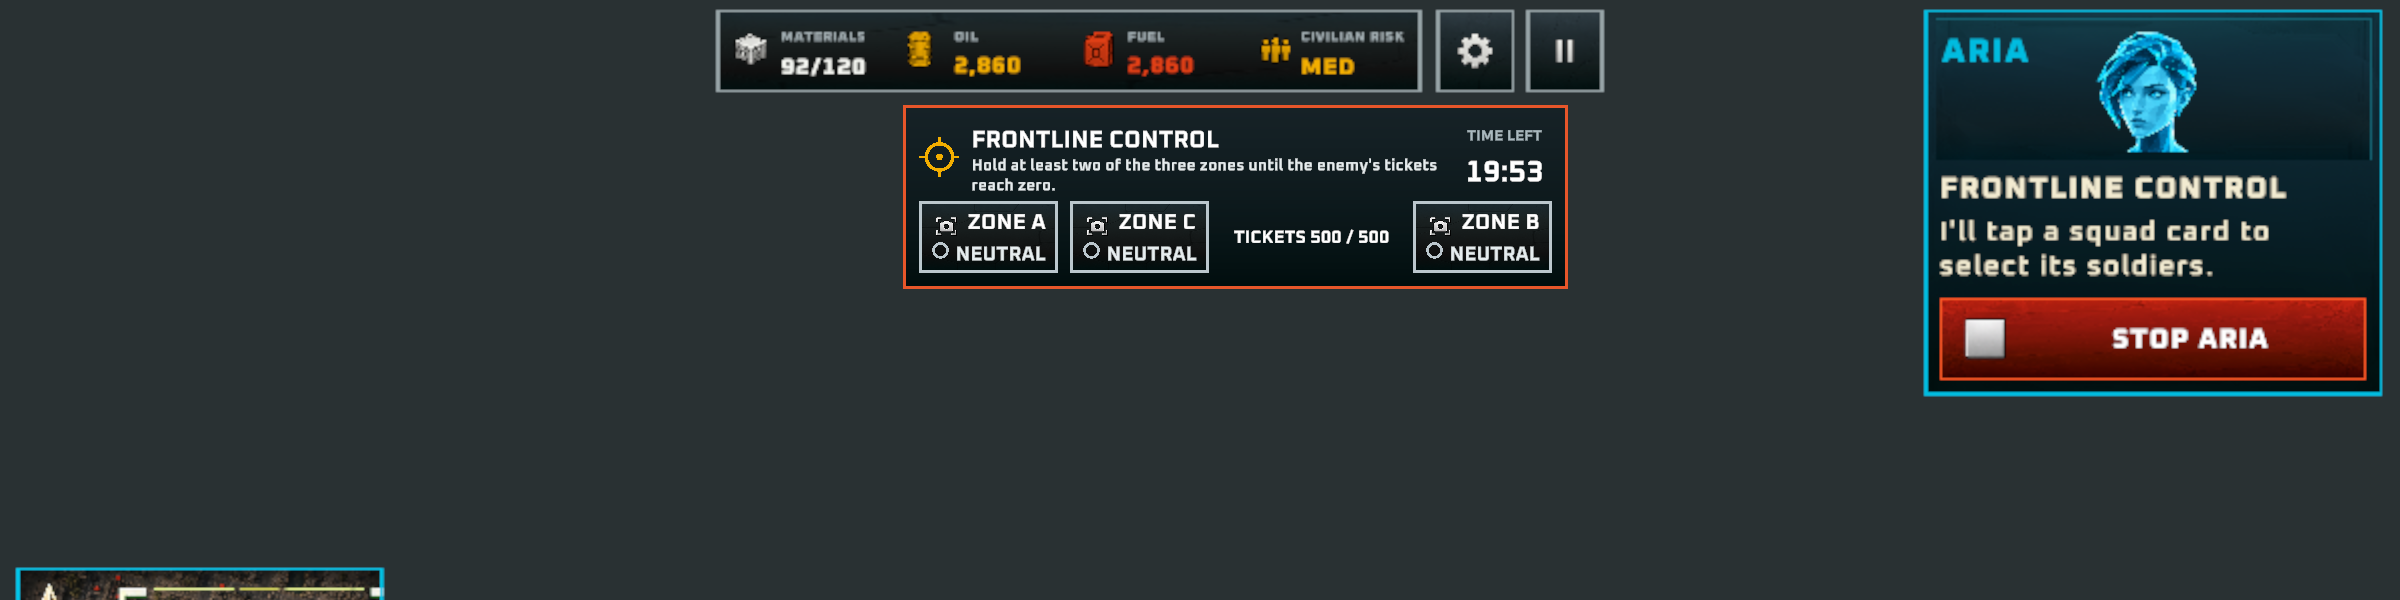 MATERIALS
92/120
OIL
2,860
FUEL
2,860
CIVILIAN RISK
MED
FRONTLINE CONTROL
Hold at least two of the three zones until the enemy's tickets
reach zero.
TIME LEFT
19:53
ZONE A
NEUTRAL
ZONE C
NEUTRAL
TICKETS 500 / 500
ZONE B
NEUTRAL
ARIA
FRONTLINE CONTROL
I'll tap a squad card to
select its soldiers.
STOP ARIA